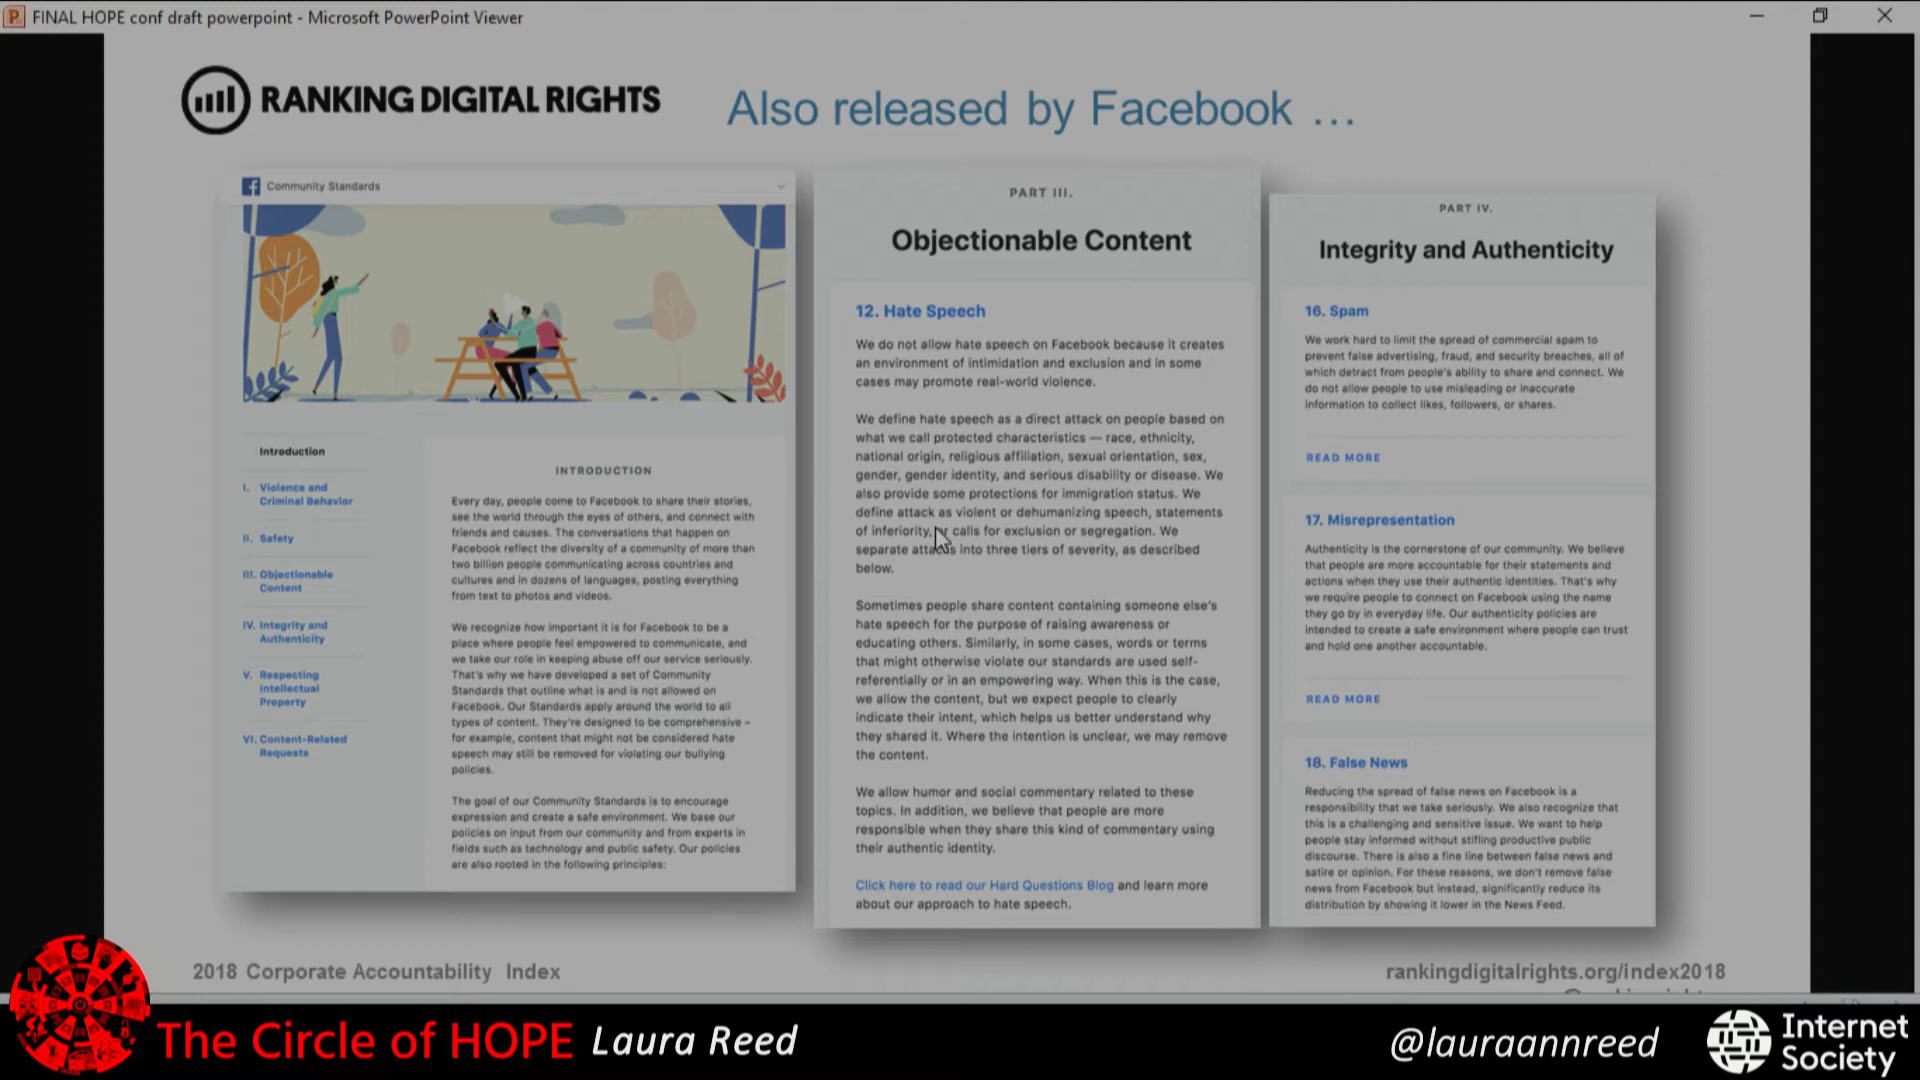 FINAL HOPE conf draft powerpoint - Microsoft PowerPoint Viewer
RANKING DIGITAL RIGHTS
Also released by Facebook ...
Community Standards
Introduction
I. Violence and
Criminal Behavior
II. Safety
III. Objectionable
Content
IV. Integrity and
Authenticity
V. Respecting
Intellectual
Property
VI. Content-Related
Requests
INTRODUCTION
Every day, people come to Facebook to share their stories,
see the world through the eyes of others, and connect with
friends and causes. The conversations that happen on
Facebook reflect the diversity of a community of more than
two billion people communicating across countries and
cultures and in dozens of languages, posting everything
from text to photos and videos.
We recognize how important it is for Facebook to be a
place where people feel empowered to communicate, and
we take our role in keeping abuse off our service seriously.
That's why we have developed a set of Community
Standards that outline what is and is not allowed on
Facebook. Our Standards apply around the world to all
types of content. They're designed to be comprehensive –
for example, content that might not be considered hate
speech may still be removed for violating our bullying
policies.
The goal of our Community Standards is to encourage
expression and create a safe environment. We base our
policies on input from our community and from experts in
fields such as technology and public safety. Our policies
are also rooted in the following principles:
PART III.
Objectionable Content
12. Hate Speech
We do not allow hate speech on Facebook because it creates
an environment of intimidation and exclusion and in some
cases may promote real-world violence.
We define hate speech as a direct attack on people based on
what we call protected characteristics — race, ethnicity,
national origin, religious affiliation, sexual orientation, sex,
gender, gender identity, and serious disability or disease. We
also provide some protections for immigration status. We
define attack as violent or dehumanizing speech, statements
of inferiority, or calls for exclusion or segregation. We
separate attacks into three tiers of severity, as described
below.
Sometimes people share content containing someone else's
hate speech for the purpose of raising awareness or
educating others. Similarly, in some cases, words or terms
that might otherwise violate our standards are used self-
referentially or in an empowering way. When this is the case,
we allow the content, but we expect people to clearly
indicate their intent, which helps us better understand why
they shared it. Where the intention is unclear, we may remove
the content.
We allow humor and social commentary related to these
topics. In addition, we believe that people are more
responsible when they share this kind of commentary using
their authentic identity.
Click here to read our Hard Questions Blog and learn more
about our approach to hate speech.
PART IV.
Integrity and Authenticity
16. Spam
We work hard to limit the spread of commercial spam to
prevent false advertising, fraud, and security breaches, all of
which detract from people's ability to share and connect. We
do not allow people to use misleading or inaccurate
information to collect likes, followers, or shares.
READ MORE
17. Misrepresentation
Authenticity is the cornerstone of our community. We believe
that people are more accountable for their statements and
actions when they use their authentic identities. That's why
we require people to connect on Facebook using the name
they go by in everyday life. Our authenticity policies are
intended to create a safe environment where people can trust
and hold one another accountable.
READ MORE
18. False News
Reducing the spread of false news on Facebook is a
responsibility that we take seriously. We also recognize that
this is a challenging and sensitive issue. We want to help
people stay informed without stifling productive public
discourse. There is also a fine line between false news and
satire or opinion. For these reasons, we don't remove false
news from Facebook but instead, significantly reduce its
distribution by showing it lower in the News Feed.
2018 Corporate Accountability Index
rankingdigitalrights.org/index2018
The Circle of HOPE Laura Reed
@lauraannreed
Internet
Society